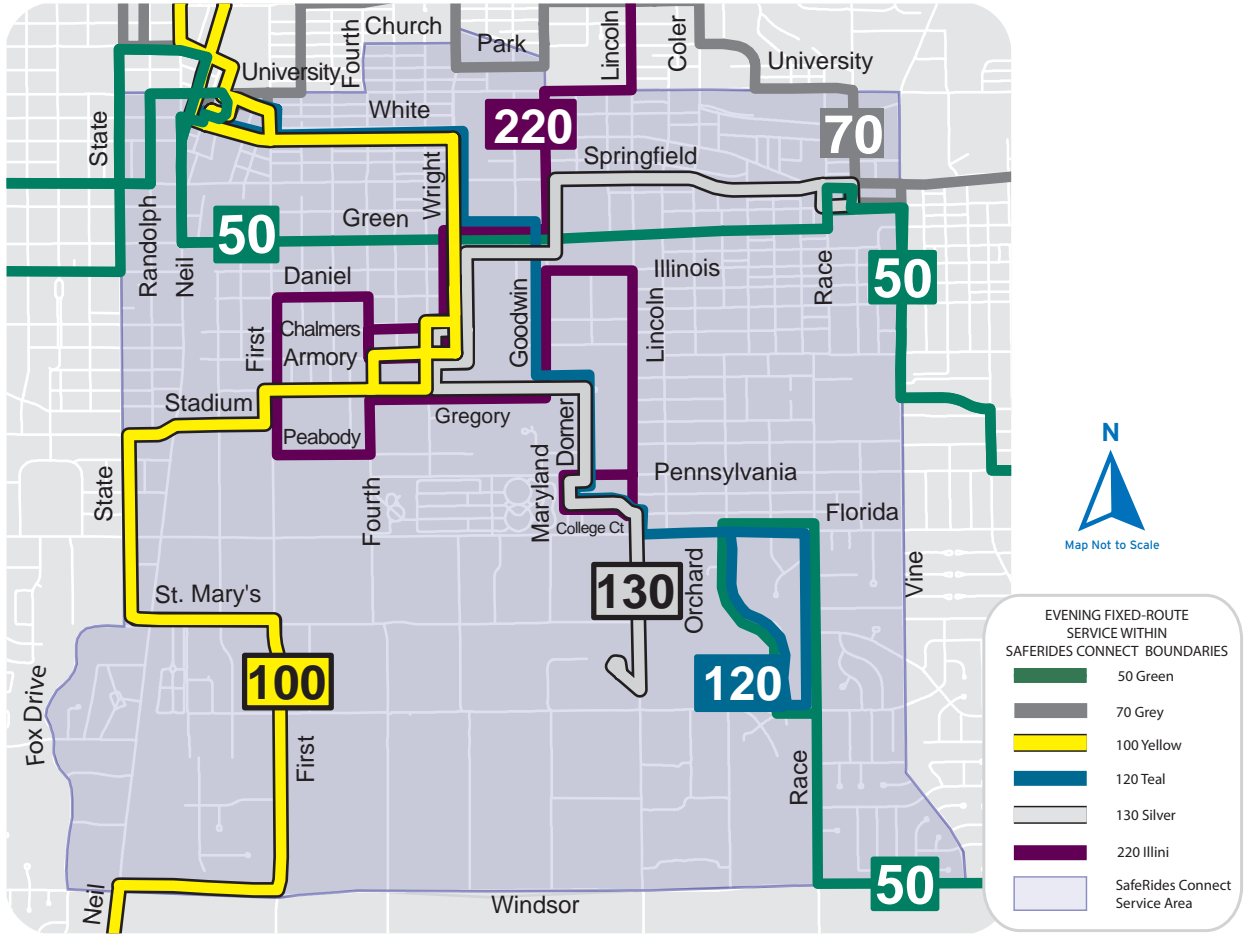 Church
Fourth
Park
Lincoln
Coler
University
University
White
220
70
State
Springfield
Wright
Green
50
Randolph
Neil
Race
50
Daniel
Illinois
First
Chalmers
Armory
Goodwin
Lincoln
Stadium
Gregory
Dorner
Peabody
State
Fourth
Maryland
Pennsylvania
College Ct
Florida
N
Map Not to Scale
Orchard
Vine
St. Mary's
130
100
120
Fox Drive
First
Race
50
Neil
Windsor
EVENING FIXED-ROUTE
SERVICE WITHIN
SAFERIDES CONNECT BOUNDARIES
50 Green
70 Grey
100 Yellow
120 Teal
130 Silver
220 Illini
SafeRides Connect
Service Area